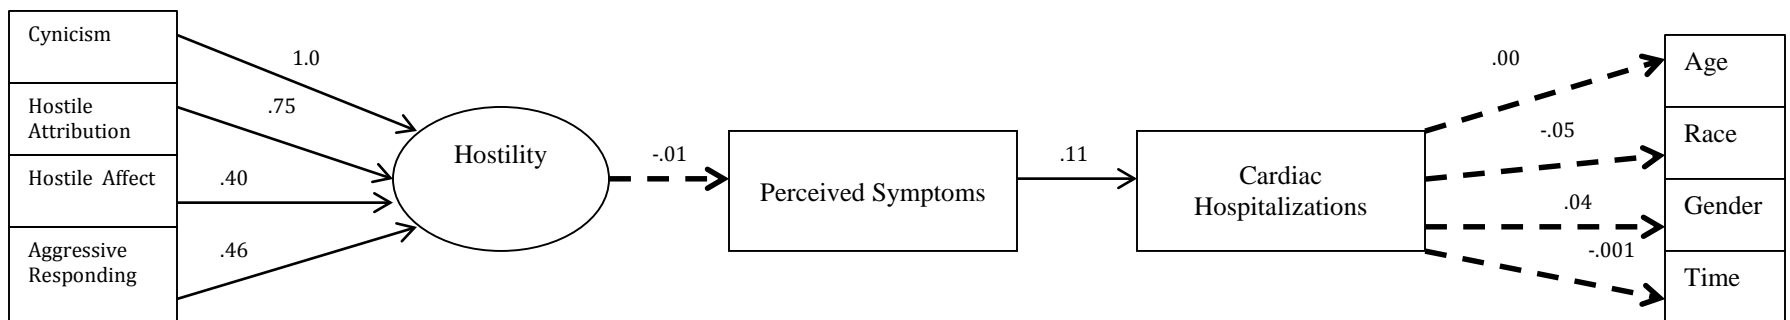 Cynicism
1.0
Hostile
Attribution
.75
Hostile Affect
.40
Aggressive
Responding
.46
Hostility
-.01
Perceived Symptoms
.11
Cardiac
Hospitalizations
.00
Age
-.05
Race
.04
Gender
-.001
Time